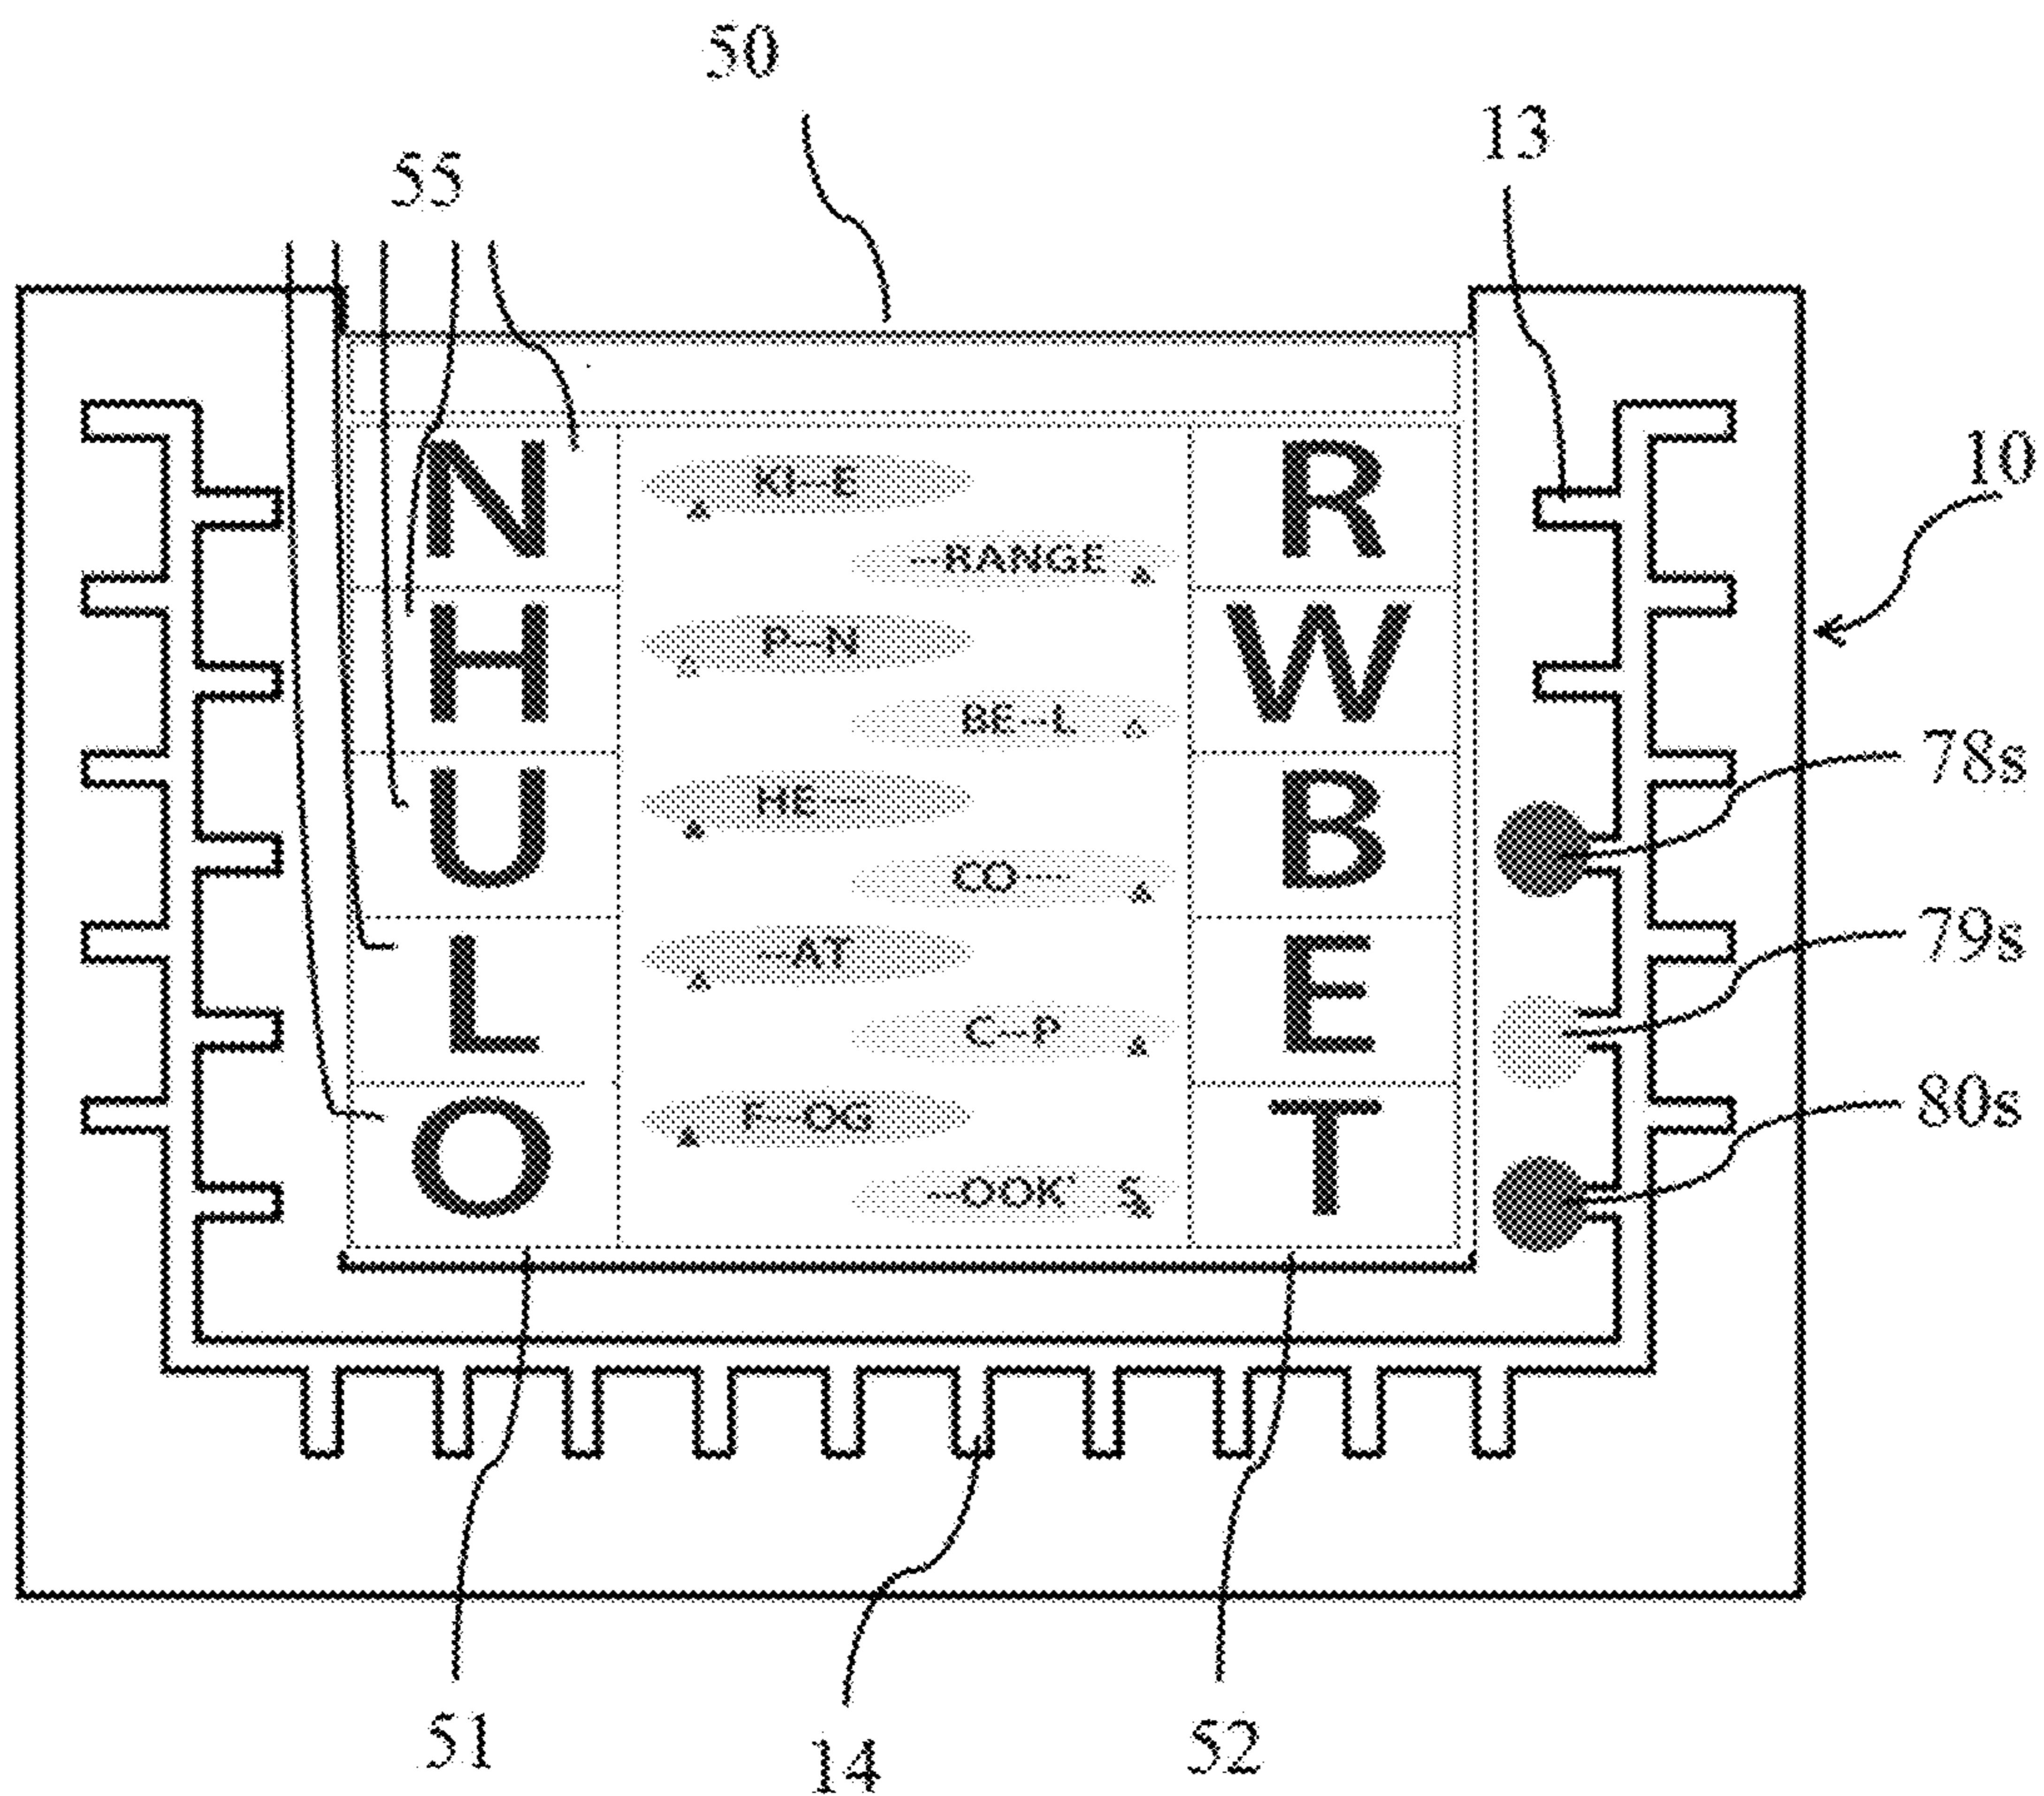 50
13
55
10
N KI--E R
--RANGE
H P---N W
BE---L
78s
U HE---- B
CO----
79s
L ---AT E
C---P
80s
O F---OG T
---OOK
51 14 52